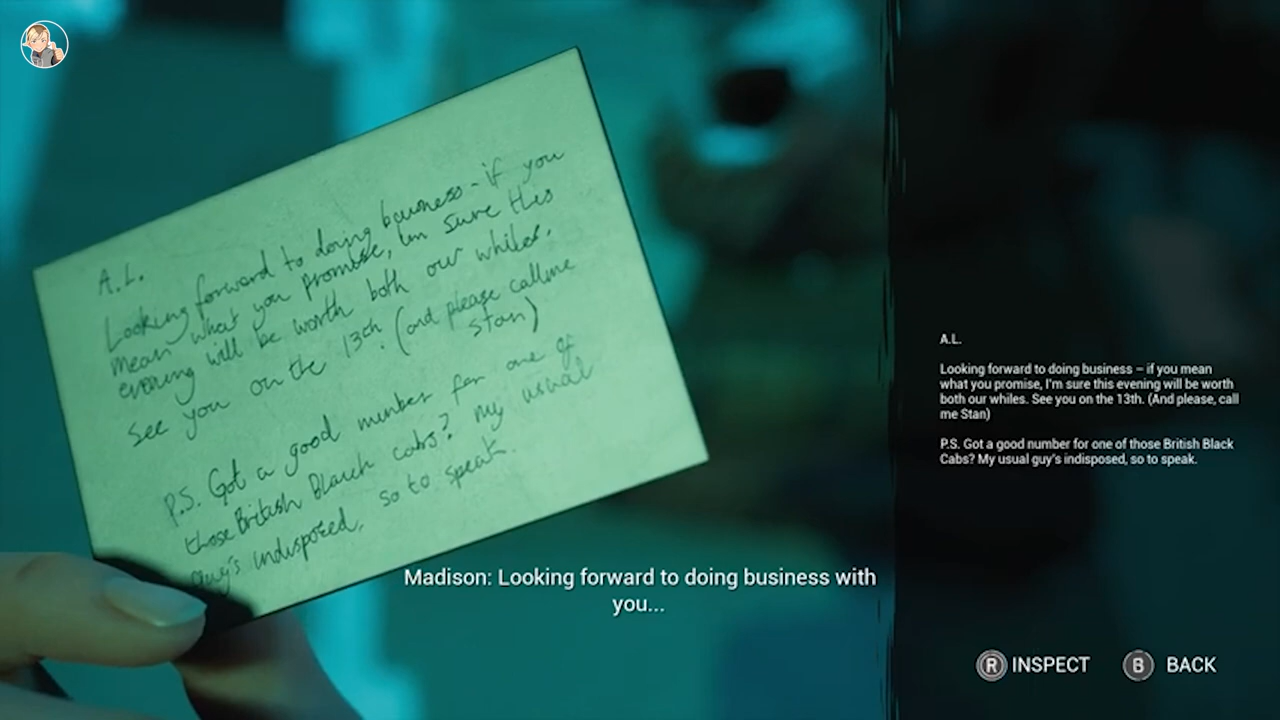 A.L.
Looking forward to doing business - if you
mean what you promise, im sure this
evening will be worth both our whiles.
See you on the 13th. (and please call me
Stan)
P.S. Got a good number for one of
those British Black cabs? My usual
guy's indisposed, so to speak.
Madison: Looking forward to doing business with
you...
A.L.
Looking forward to doing business – if you mean
what you promise, I'm sure this evening will be worth
both our whiles. See you on the 13th. (And please, call
me Stan)
P.S. Got a good number for one of those British Black
Cabs? My usual guy's indisposed, so to speak.
R INSPECT
B BACK